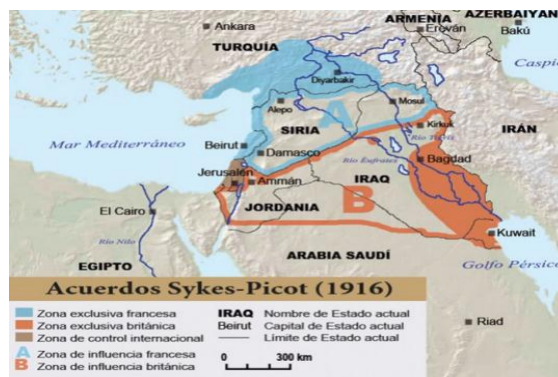 ARMENIA
AZERBAIYAN
Ankara
Ereván
Bakú
TURQUÍA
Caspio
Diyarbakir
Alepo
Mosul
A
SIRIA
Kirkuk
IRÁN
Río Tigris
Mar Mediterráneo
Beirut
Damasco
Río Éufrates
Bagdad
Jerusalén
Ammán
IRAQ
El Cairo
JORDANIA
B
Kuwait
Río Nilo
EGIPTO
ARABIA SAUDÍ
Golfo Pérsico
Acuerdos Sykes-Picot (1916)
Zona exclusiva francesa
Zona exclusiva británica
Zona de control internacional
A Zona de influencia francesa
B Zona de influencia británica
IRAQ Nombre de Estado actual
Beirut Capital de Estado actual
Límite de Estado actual
0 300 km
Riad